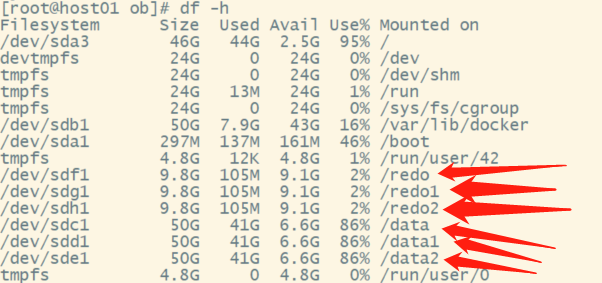 [root@host01 ob]# df -h
Filesystem Size Used Avail Use% Mounted on
/dev/sda3 46G 44G 2.5G 95% /
devtmpfs 24G 0 24G 0% /dev
tmpfs 24G 0 24G 0% /dev/shm
tmpfs 24G 13M 24G 1% /run
tmpfs 24G 0 24G 0% /sys/fs/cgroup
/dev/sdb1 50G 7.9G 43G 16% /var/lib/docker
/dev/sda1 297M 137M 161M 46% /boot
tmpfs 4.8G 12K 4.8G 1% /run/user/42
/dev/sdf1 9.8G 105M 9.1G 2% /redo
/dev/sdg1 9.8G 105M 9.1G 2% /redo1
/dev/sdh1 9.8G 105M 9.1G 2% /redo2
/dev/sdc1 50G 41G 6.6G 86% /data
/dev/sdd1 50G 41G 6.6G 86% /data1
/dev/sde1 50G 41G 6.6G 86% /data2
tmpfs 4.8G 0 4.8G 0% /run/user/0